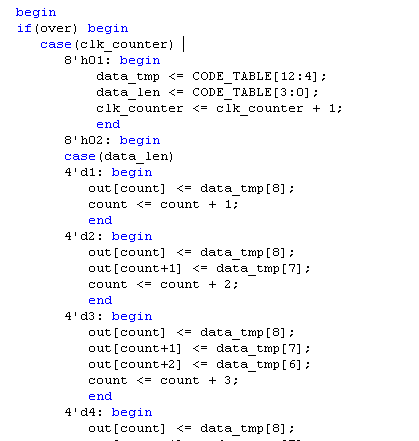 begin
if(over) begin
case(clk_counter)
8'h01: begin
data_tmp <= CODE_TABLE[12:4];
data_len <= CODE_TABLE[3:0];
clk_counter <= clk_counter + 1;
end
8'h02: begin
case(data_len)
4'd1: begin
out[count] <= data_tmp[8];
count <= count + 1;
end
4'd2: begin
out[count] <= data_tmp[8];
out[count+1] <= data_tmp[7];
count <= count + 2;
end
4'd3: begin
out[count] <= data_tmp[8];
out[count+1] <= data_tmp[7];
out[count+2] <= data_tmp[6];
count <= count + 3;
end
4'd4: begin
out[count] <= data_tmp[8];